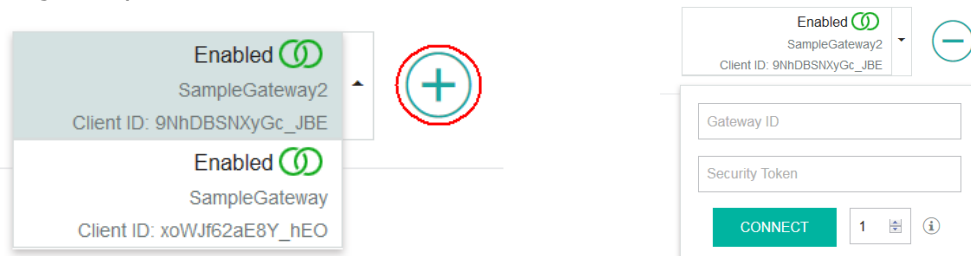 Enabled
SampleGateway2
Client ID: 9NhDBSNXyGc_JBE
Enabled
SampleGateway
Client ID: xoWJf62aE8Y_hEO
Enabled
SampleGateway2
Client ID: 9NhDBSNXyGc_JBE
Gateway ID
Security Token
CONNECT 1